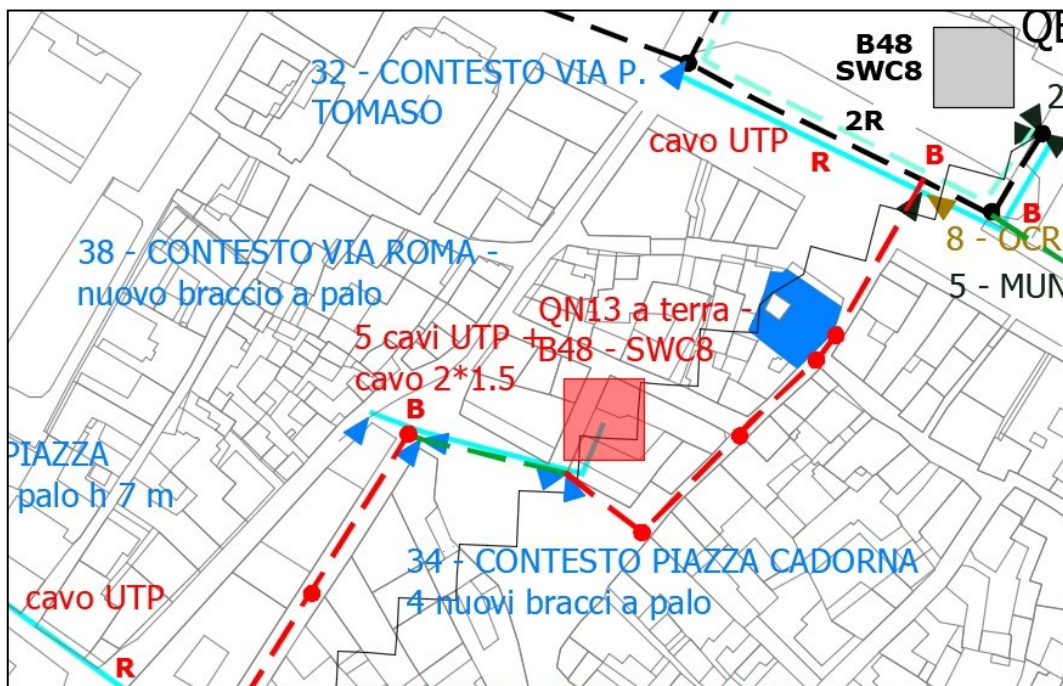 QE
B48
SWC8
32 - CONTESTO VIA P.
TOMASO
2
2R
cavo UTP
R
B
B
8 - OCR
38 - CONTESTO VIA ROMA -
nuovo braccio a palo
5 - MUN
QN13 a terra -
B48 - SWC8
5 cavi UTP +
cavo 2*1.5
B
PIAZZA
palo h 7 m
34 - CONTESTO PIAZZA CADORNA
4 nuovi bracci a palo
cavo UTP
R